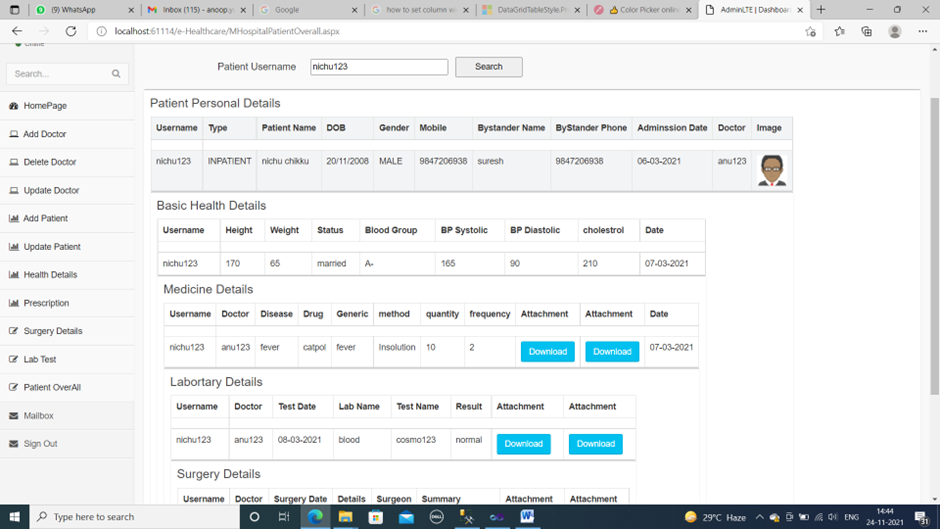 (9) WhatsApp
Inbox (115) - anoop.y
Google
how to set column wi
DataGridTableStyle.Pr
Color Picker online
AdminLTE | Dashboar
localhost:61114/e-Healthcare/MHospitalPatientOverall.aspx
Online
Search...
HomePage
Add Doctor
Delete Doctor
Update Doctor
Add Patient
Update Patient
Health Details
Prescription
Surgery Details
Lab Test
Patient OverAll
Mailbox
Sign Out
Patient Username nichu123 Search
Patient Personal Details
Username Type Patient Name DOB Gender Mobile Bystander Name ByStander Phone Adminssion Date Doctor Image
nichu123 INPATIENT nichu chikku 20/11/2008 MALE 9847206938 suresh 9847206938 06-03-2021 anu123
Basic Health Details
Username Height Weight Status Blood Group BP Systolic BP Diastolic cholestrol Date
nichu123 170 65 married A- 165 90 210 07-03-2021
Medicine Details
Username Doctor Disease Drug Generic method quantity frequency Attachment Attachment Date
nichu123 anu123 fever catpol fever Insolution 10 2 Download Download 07-03-2021
Labortary Details
Username Doctor Test Date Lab Name Test Name Result Attachment Attachment
nichu123 anu123 08-03-2021 blood cosmo123 normal Download Download
Surgery Details
Username Doctor Surgery Date Details Surgeon Summary Attachment Attachment
Type here to search
29°C Haze
ENG
14:44
24-11-2021
31